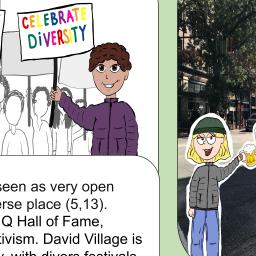 CELEBRATE
DiVERSiTY
seen as very open
erse place (5,13).
Q Hall of Fame,
tivism. David Village is